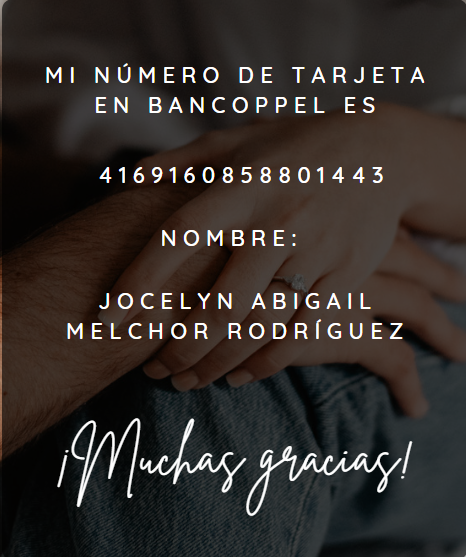 MI NÚMERO DE TARJETA
EN BANCOPPEL ES
4169160858801443
NOMBRE:
JOCELYN ABIGAIL
MELCHOR RODRÍGUEZ
¡Muchas gracias!